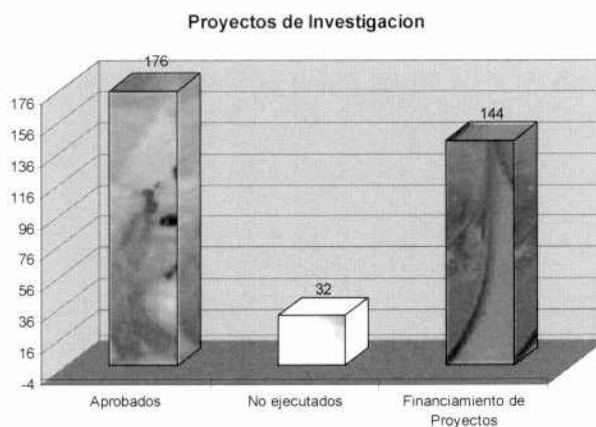 Proyectos de Investigacion
176
176
156
144
136
116
96
76
56
36
32
16
-4
Aprobados
No ejecutados
Financiamiento de
Proyectos